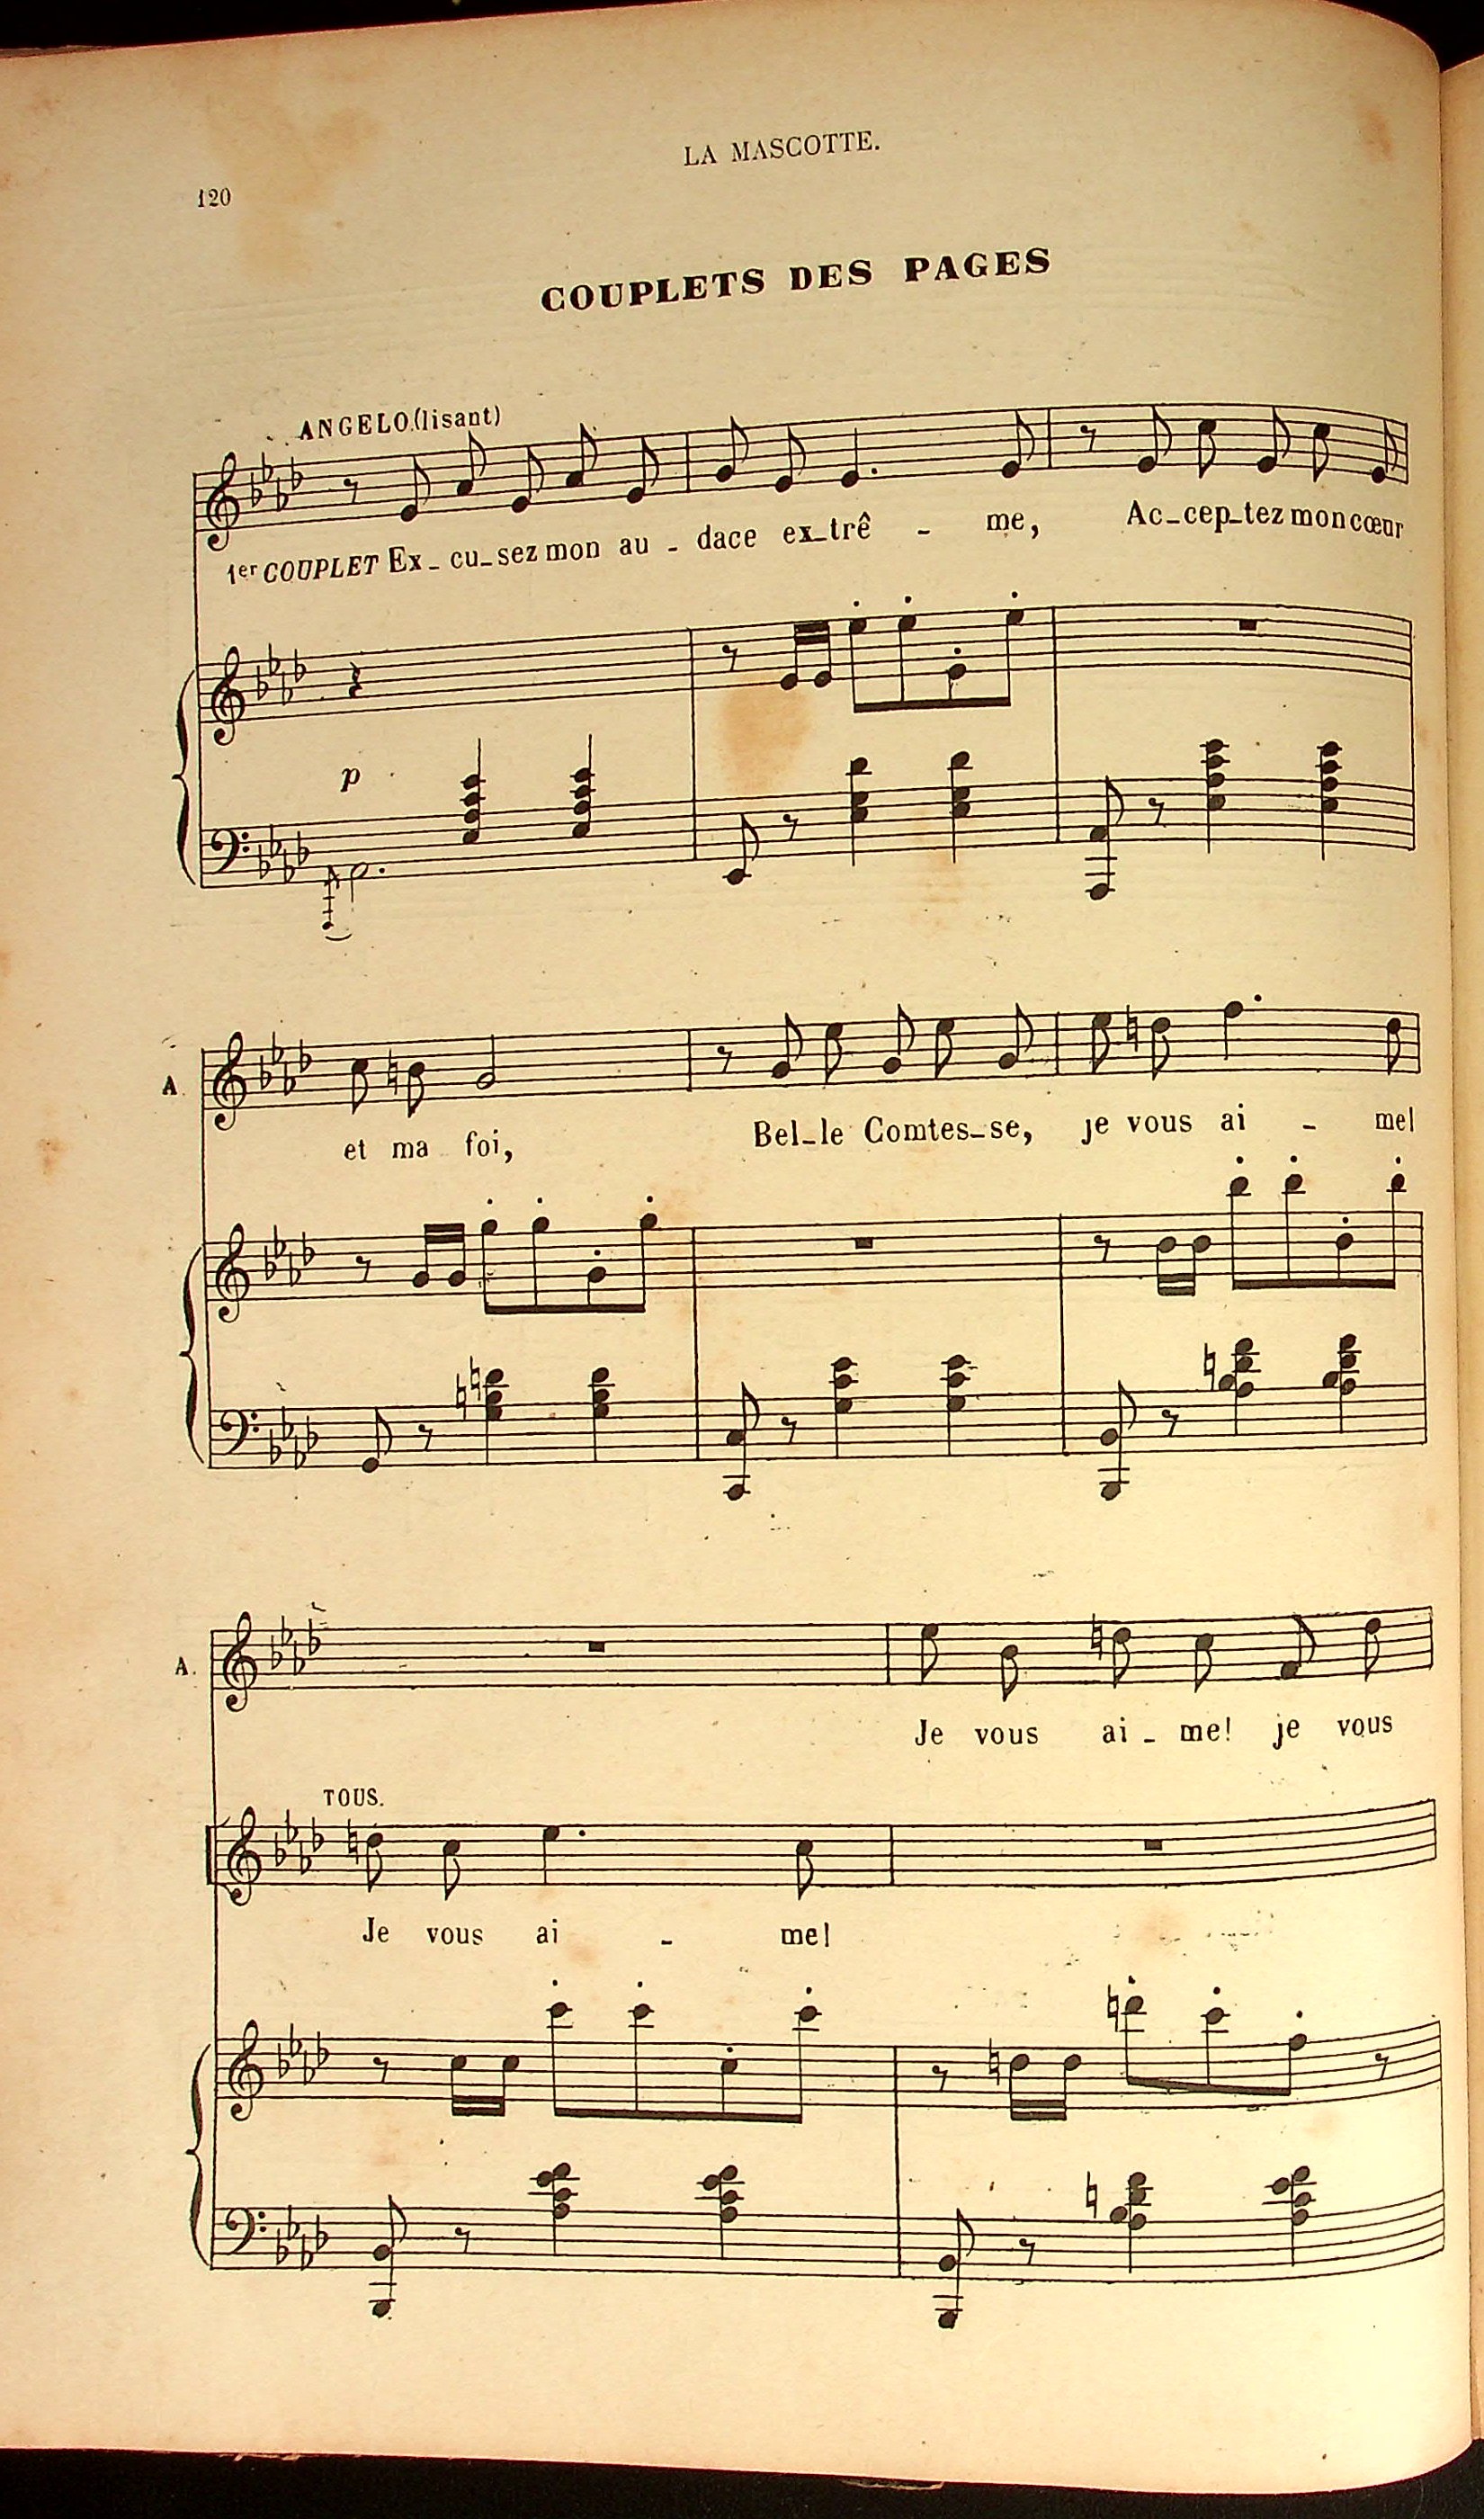 LA MASCOTTE.
120
COUPLETS DES PAGES
ANGELO.(lisant)
1er COUPLET Ex_cu_sez mon au_dace ex_trê_me, Ac_cep_tez mon cœur
p
A.
et ma foi, Bel_le Comtes_se, je vous ai_me!
A.
Je vous ai_me! je vous
TOUS.
Je vous ai_me!